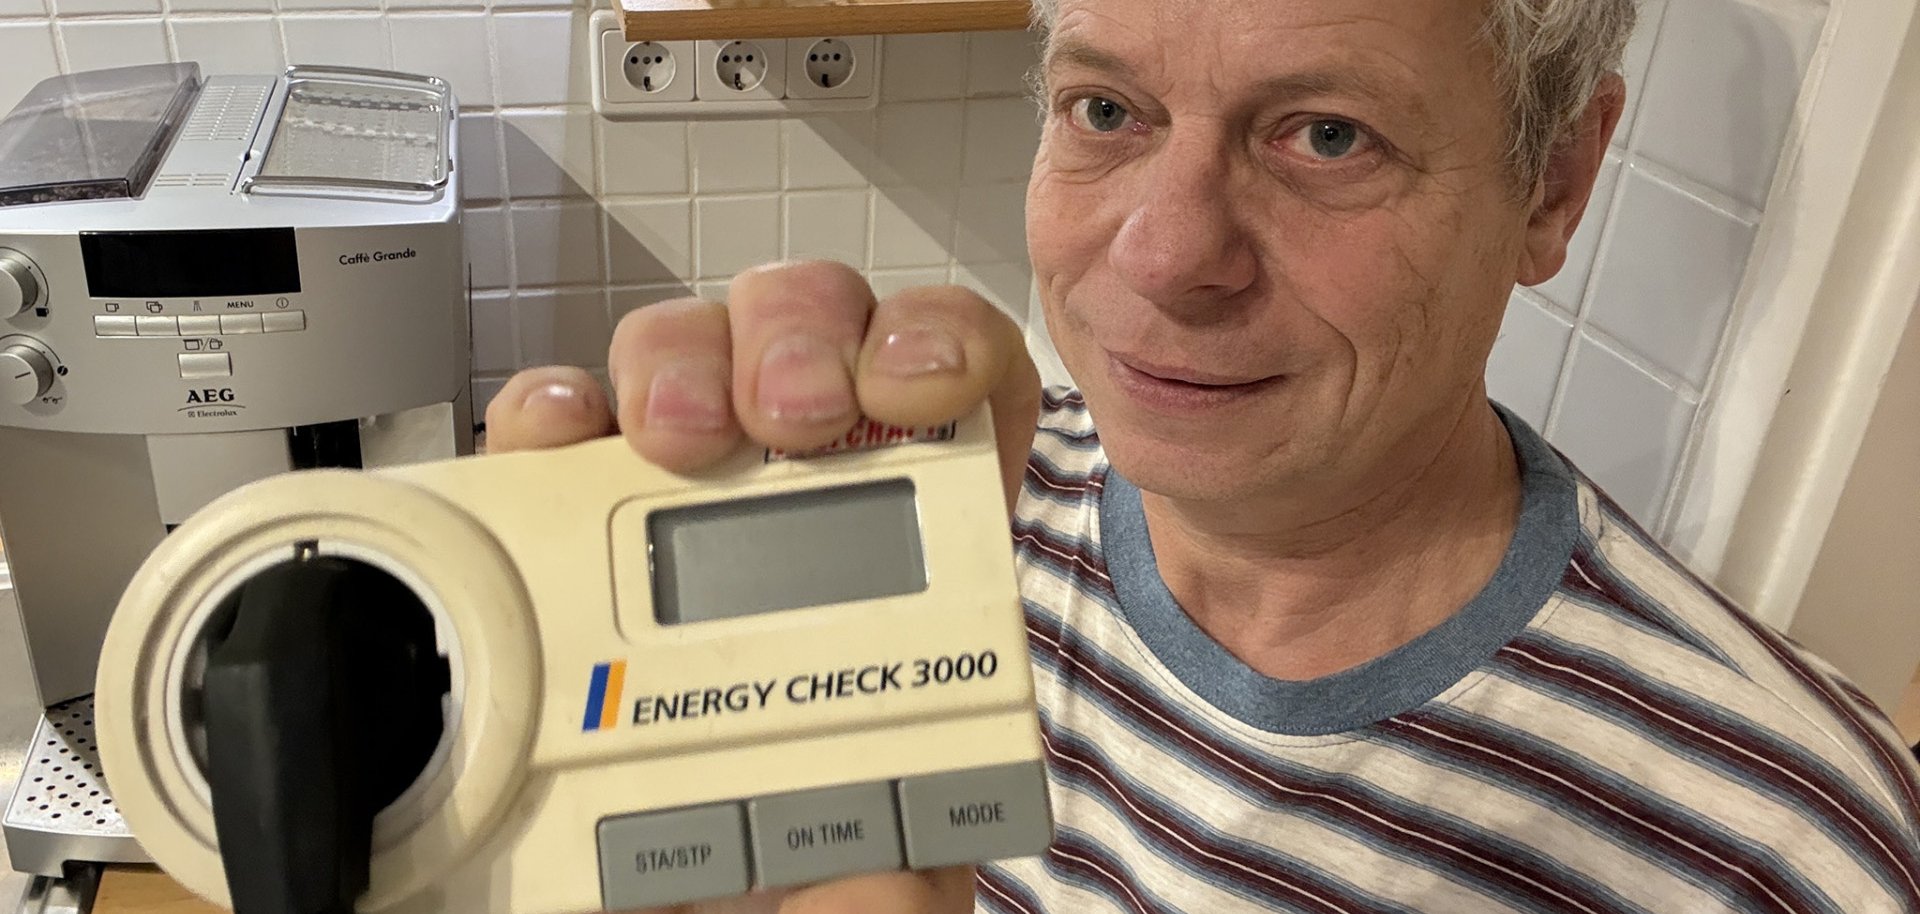 Caffè Grande
MENU
AEG
Electrolux
ENERGY CHECK 3000
STA/STP
ON TIME
MODE